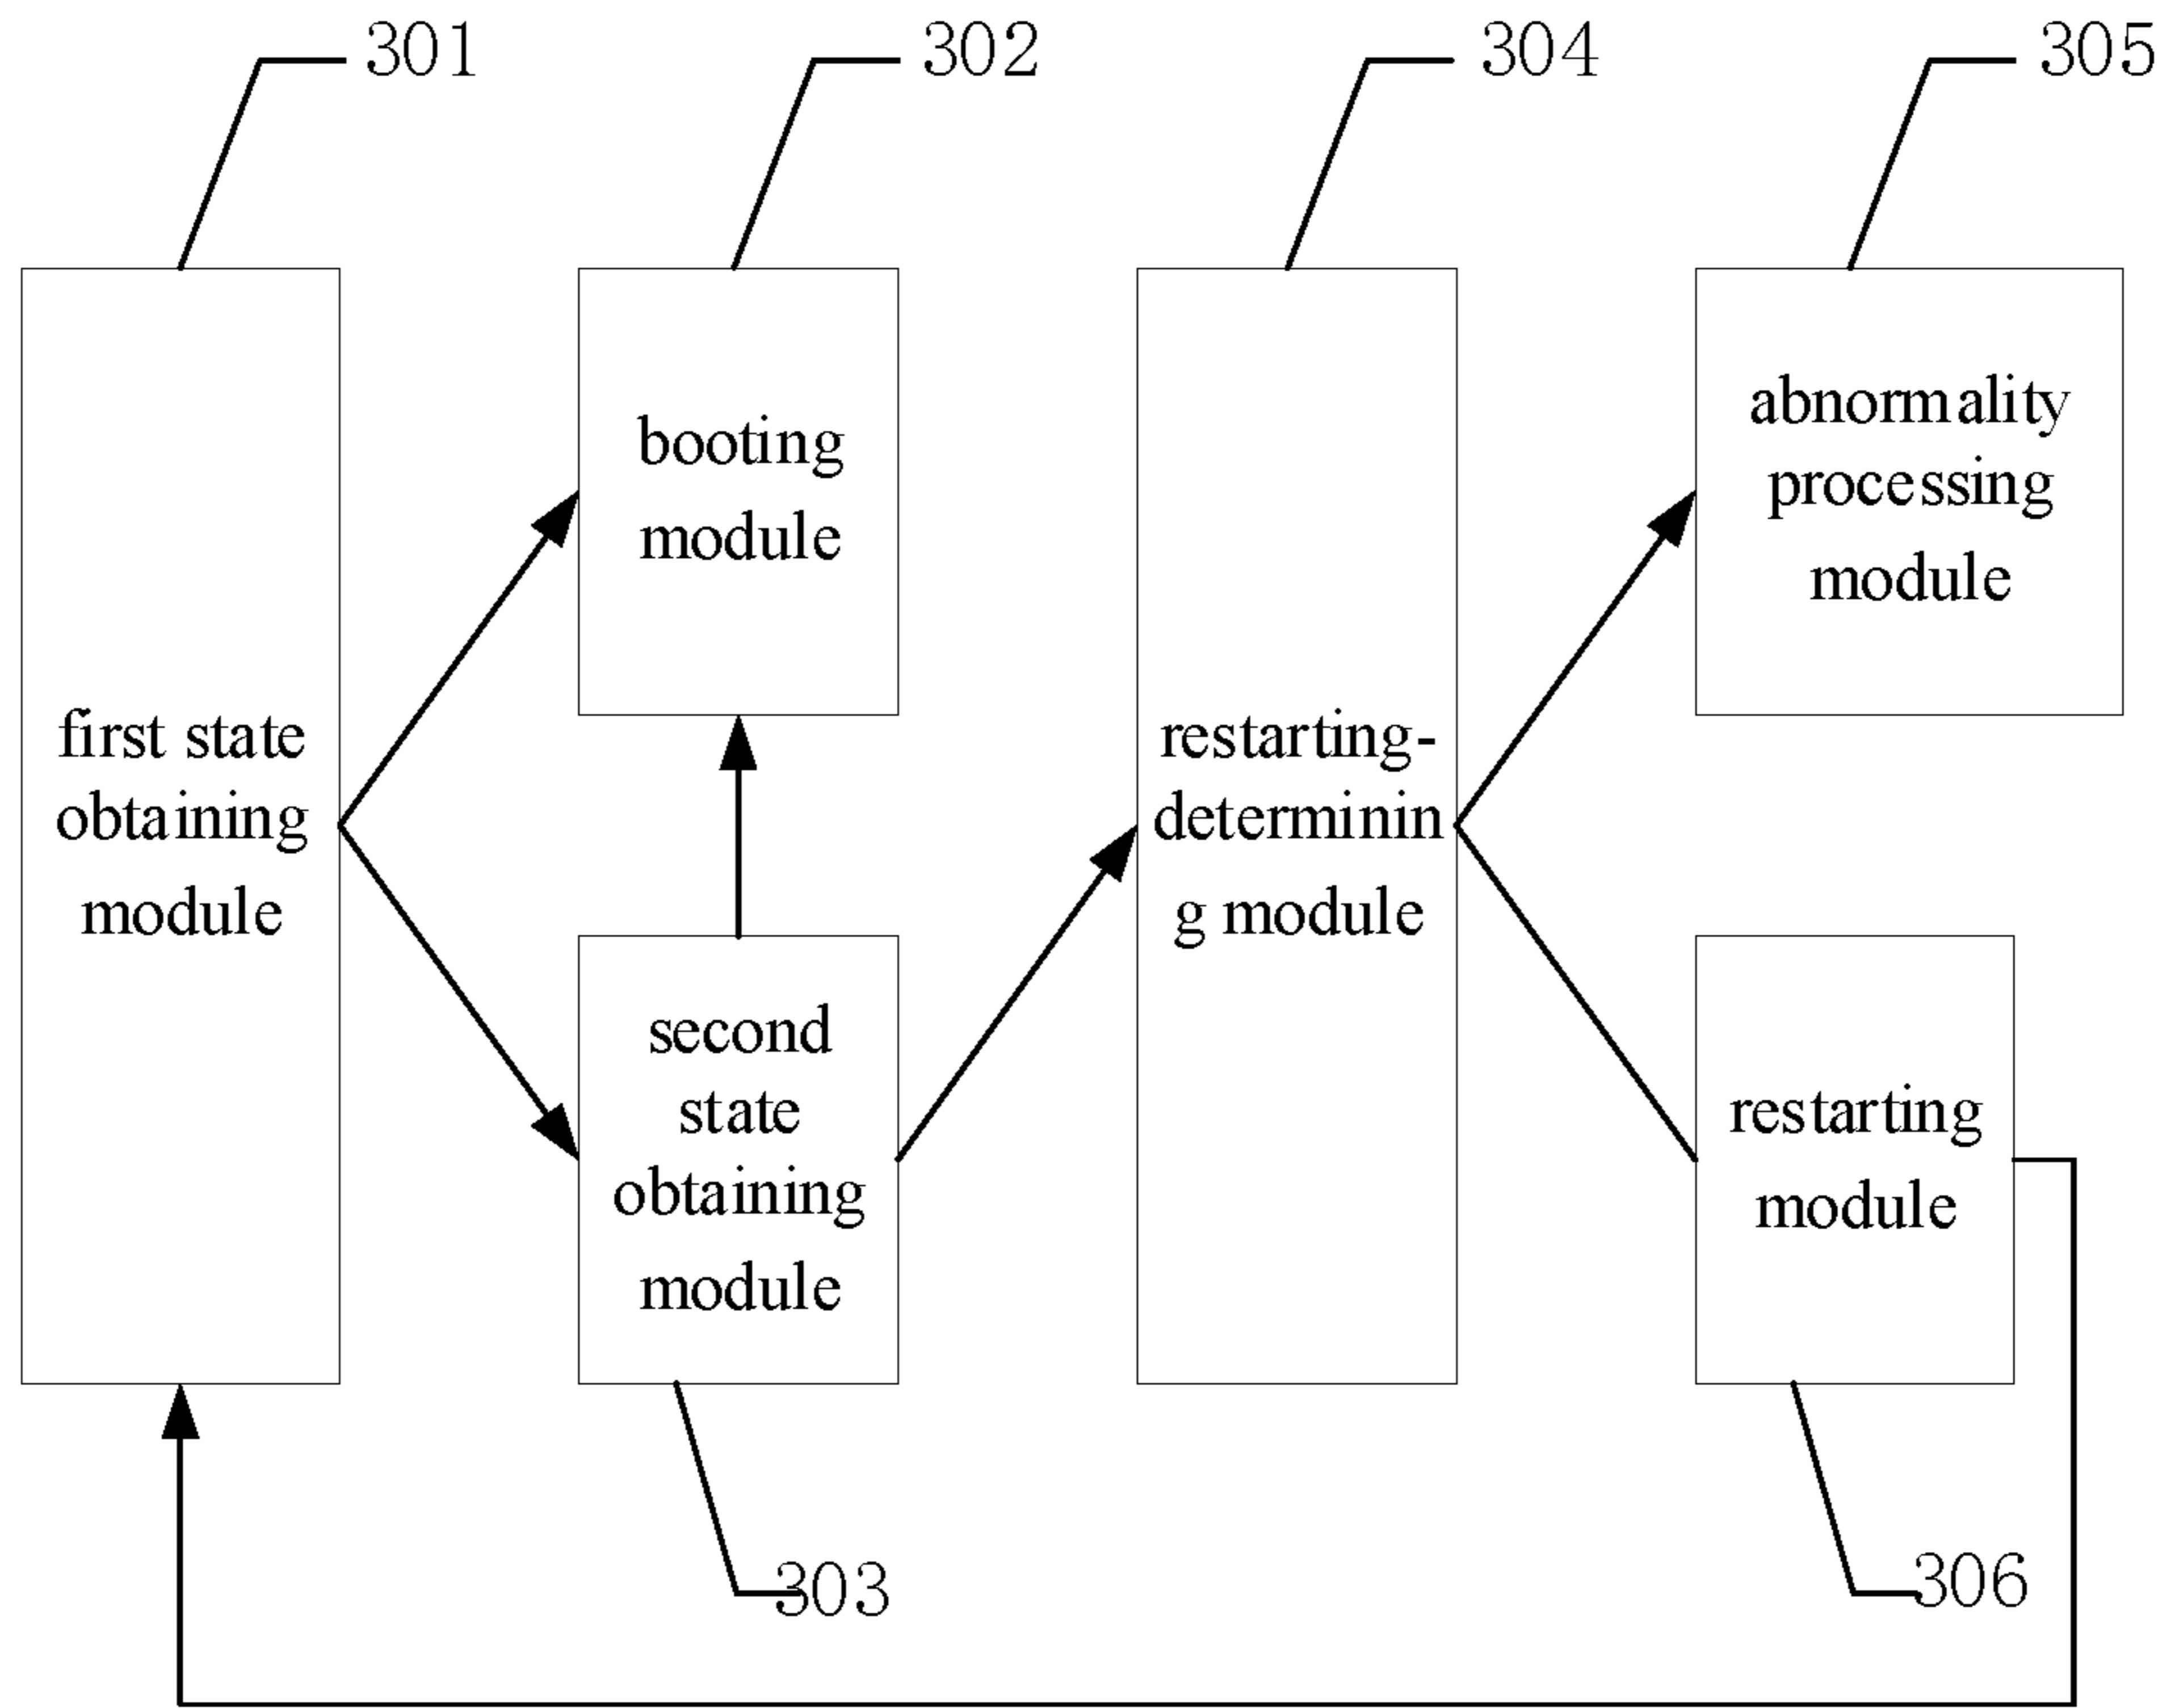 301
302
304
305
first state
obtaining
module
booting
module
second
state
obtaining
module
restarting-
determinin
g module
abnormality
processing
module
restarting
module
303
306